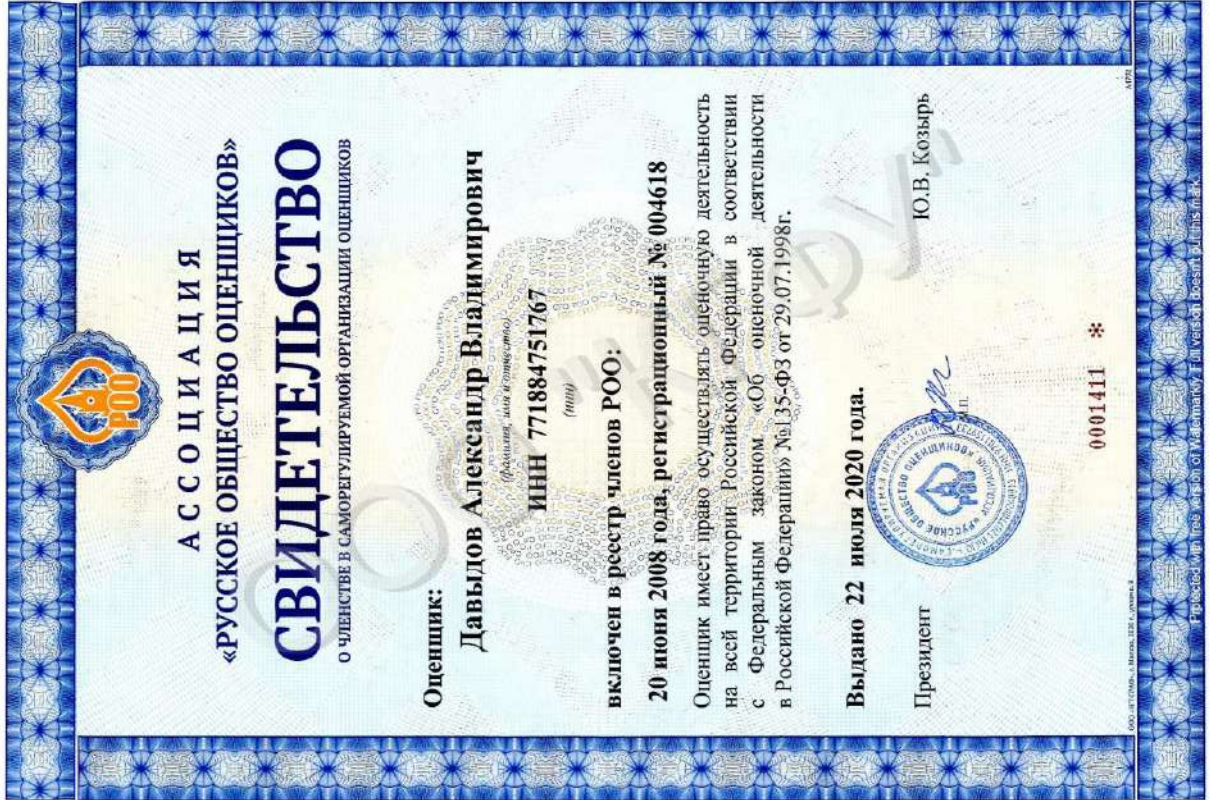 РОО
АССОЦИАЦИЯ
«РУССКОЕ ОБЩЕСТВО ОЦЕНЩИКОВ»
СВИДЕТЕЛЬСТВО
О ЧЛЕНСТВЕ В САМОРЕГУЛИРУЕМОЙ ОРГАНИЗАЦИИ ОЦЕНЩИКОВ
Оценщик:
Давыдов Александр Владимирович
(фамилия, имя и отчество)
ИНН 771884751767
(инн)
включен в реестр членов РОО:
20 июня 2008 года, регистрационный № 004618
Оценщик имеет право осуществлять оценочную деятельность
на всей территории Российской Федерации в соответствии
с Федеральным законом «Об оценочной деятельности
в Российской Федерации» №135-ФЗ от 29.07.1998г.
Выдано 22 июля 2020 года.
Президент
М.П.
Ю.В. Козырь
РОО
0001411 *
Protected with free version of Watermarkly. Full version doesn't put this mark.